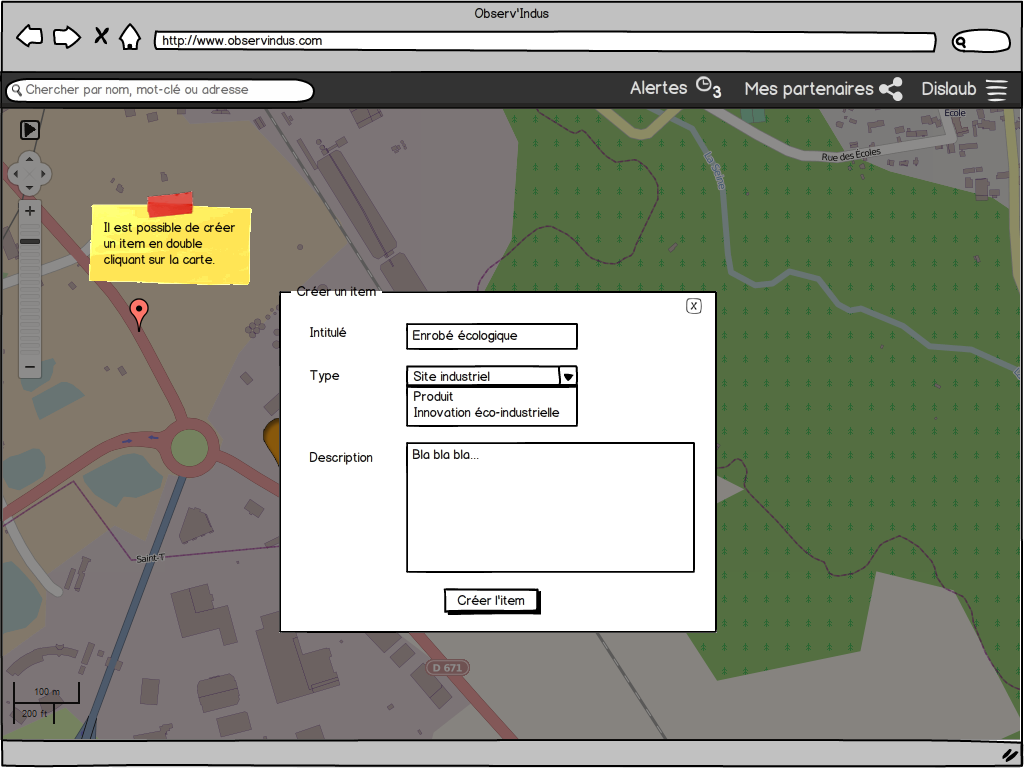 Observ'Indus
http://www.observindus.com
Chercher par nom, mot-clé ou adresse
Alertes 3
Mes partenaires
Dislaub
Ecole
Rue des Ecoles
La Seine
Il est possible de créer
un item en double
cliquant sur la carte.
Créer un item
X
Intitulé
Enrobé écologique
Type
Site industriel
Produit
Innovation éco-industrielle
Description
Bla bla bla...
Créer l'item
Saint-T
D 671
100 m
200 ft